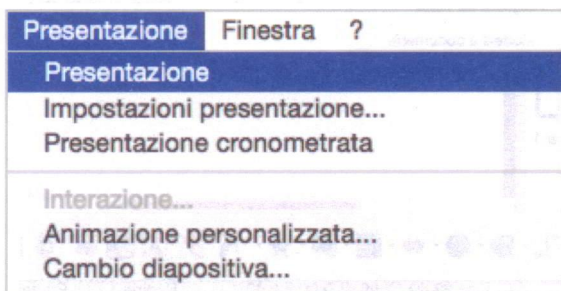 Presentazione Finestra ?
Presentazione
Impostazioni presentazione...
Presentazione cronometrata
Interazione...
Animazione personalizzata...
Cambio diapositiva...